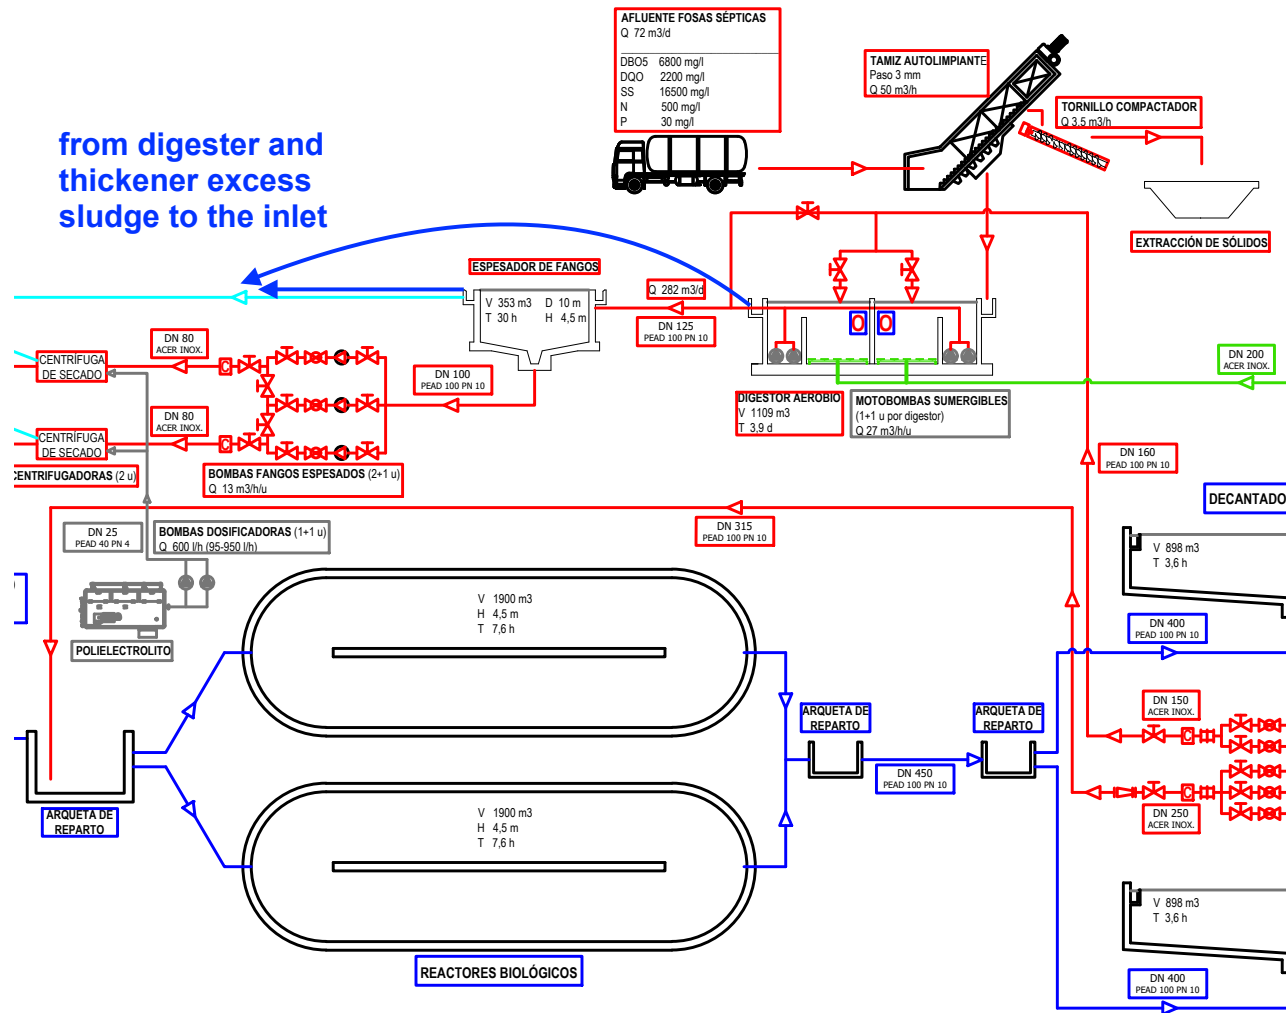 AFLUENTE FOSAS SÉPTICAS
Q 72 m3/d
DBO5 6800 mg/l
DQO 2200 mg/l
SS 16500 mg/l
N 500 mg/l
P 30 mg/l
TAMIZ AUTOLIMPIANTE
Paso 3 mm
Q 50 m3/h
TORNILLO COMPACTADOR
Q 3.5 m3/h
EXTRACCIÓN DE SÓLIDOS
from digester and
thickener excess
sludge to the inlet
ESPESADOR DE FANGOS
V 353 m3 D 10 m
T 30 h H 4,5 m
Q 282 m3/d
DN 125
PEAD 100 PN 10
DN 80
ACER INOX.
CENTRÍFUGA
DE SECADO
DN 100
PEAD 100 PN 10
DN 200
ACER INOX.
DIGESTOR AEROBIO
V 1109 m3
T 3,9 d
MOTOBOMBAS SUMERGIBLES
(1+1 u por digestor)
Q 27 m3/h/u
DN 80
ACER INOX.
CENTRÍFUGA
DE SECADO
CENTRIFUGADORAS (2 u)
BOMBAS FANGOS ESPESADOS (2+1 u)
Q 13 m3/h/u
C
C
DN 160
PEAD 100 PN 10
DECANTADO
DN 25
PEAD 40 PN 4
BOMBAS DOSIFICADORAS (1+1 u)
Q 600 l/h (95-950 l/h)
DN 315
PEAD 100 PN 10
V 898 m3
T 3,6 h
POLIELECTROLITO
V 1900 m3
H 4,5 m
T 7,6 h
DN 400
PEAD 100 PN 10
ARQUETA DE
REPARTO
ARQUETA DE
REPARTO
DN 150
ACER INOX.
C
DN 450
PEAD 100 PN 10
C
DN 250
ACER INOX.
ARQUETA DE
REPARTO
V 1900 m3
H 4,5 m
T 7,6 h
V 898 m3
T 3,6 h
REACTORES BIOLÓGICOS
DN 400
PEAD 100 PN 10